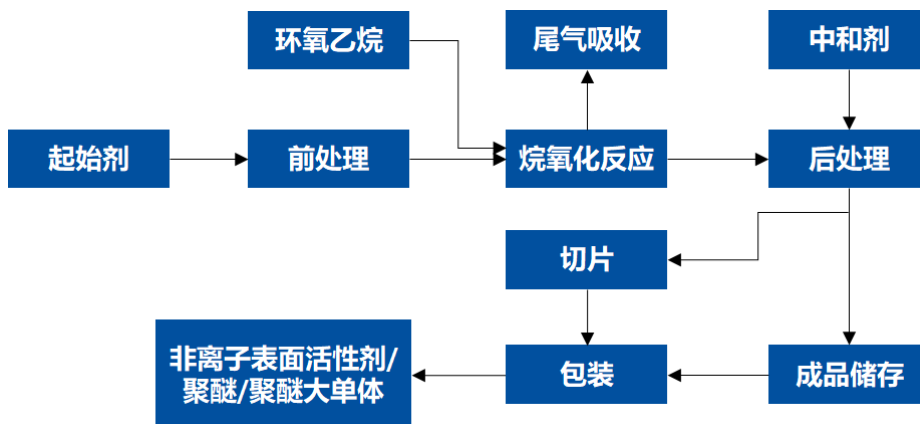 环氧乙烷
尾气吸收
中和剂
起始剂
前处理
烷氧化反应
后处理
切片
非离子表面活性剂/
聚醚/聚醚大单体
包装
成品储存